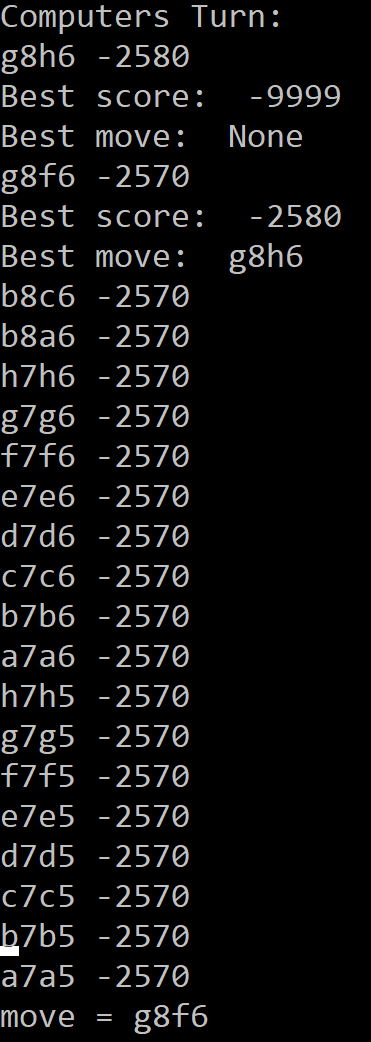 Computers Turn:
g8h6 -2580
Best score:  -9999
Best move:  None
g8f6 -2570
Best score:  -2580
Best move:  g8h6
b8c6 -2570
b8a6 -2570
h7h6 -2570
g7g6 -2570
f7f6 -2570
e7e6 -2570
d7d6 -2570
c7c6 -2570
b7b6 -2570
a7a6 -2570
h7h5 -2570
g7g5 -2570
f7f5 -2570
e7e5 -2570
d7d5 -2570
c7c5 -2570
b7b5 -2570
a7a5 -2570
move = g8f6